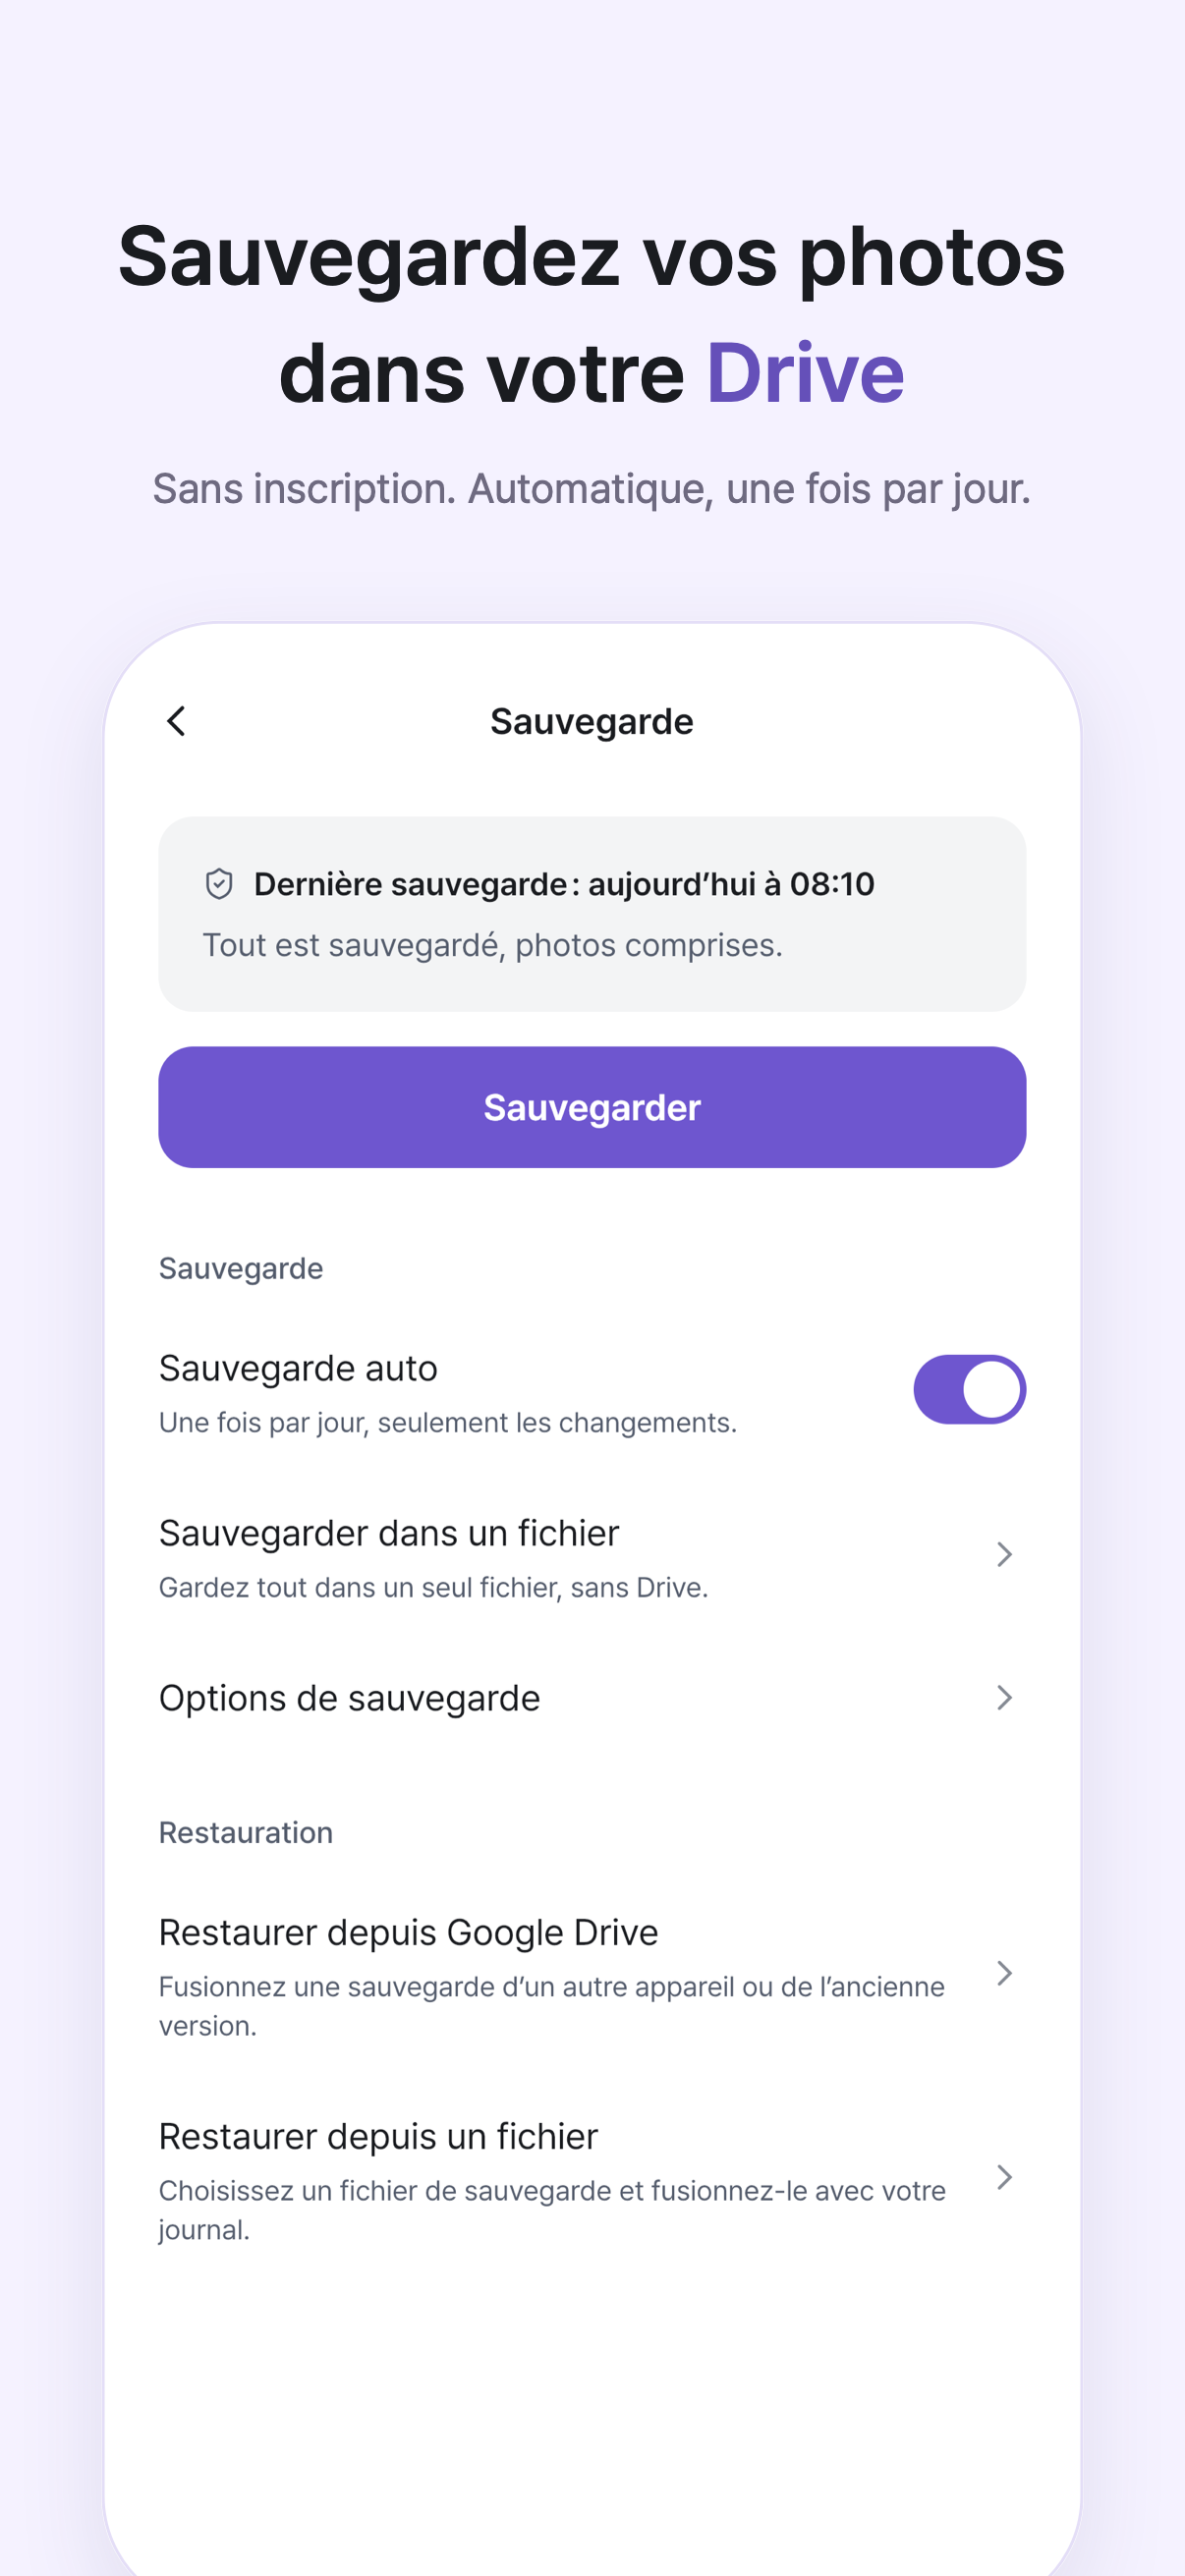 Sauvegardez vos photos
dans votre Drive
Sans inscription. Automatique, une fois par jour.
Sauvegarde
Dernière sauvegarde : aujourd’hui à 08:10
Tout est sauvegardé, photos comprises.
Sauvegarder
Sauvegarde
Sauvegarde auto
Une fois par jour, seulement les changements.
Sauvegarder dans un fichier
Gardez tout dans un seul fichier, sans Drive.
Options de sauvegarde
Restauration
Restaurer depuis Google Drive
Fusionnez une sauvegarde d’un autre appareil ou de l’ancienne
version.
Restaurer depuis un fichier
Choisissez un fichier de sauvegarde et fusionnez-le avec votre
journal.